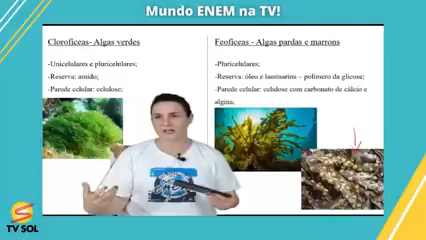 Mundo ENEM na TV!
Clorofíceas- Algas verdes
-Unicelulares e pluricelulares;
-Reserva: amido;
-Parede celular: celulose;
Feofíceas - Algas pardas e marrons
-Pluricelulares;
-Reserva: óleo e laminarina – polímero da glicose;
-Parede celular: celulose com carbonato de cálcio e
algina;
TV SOL